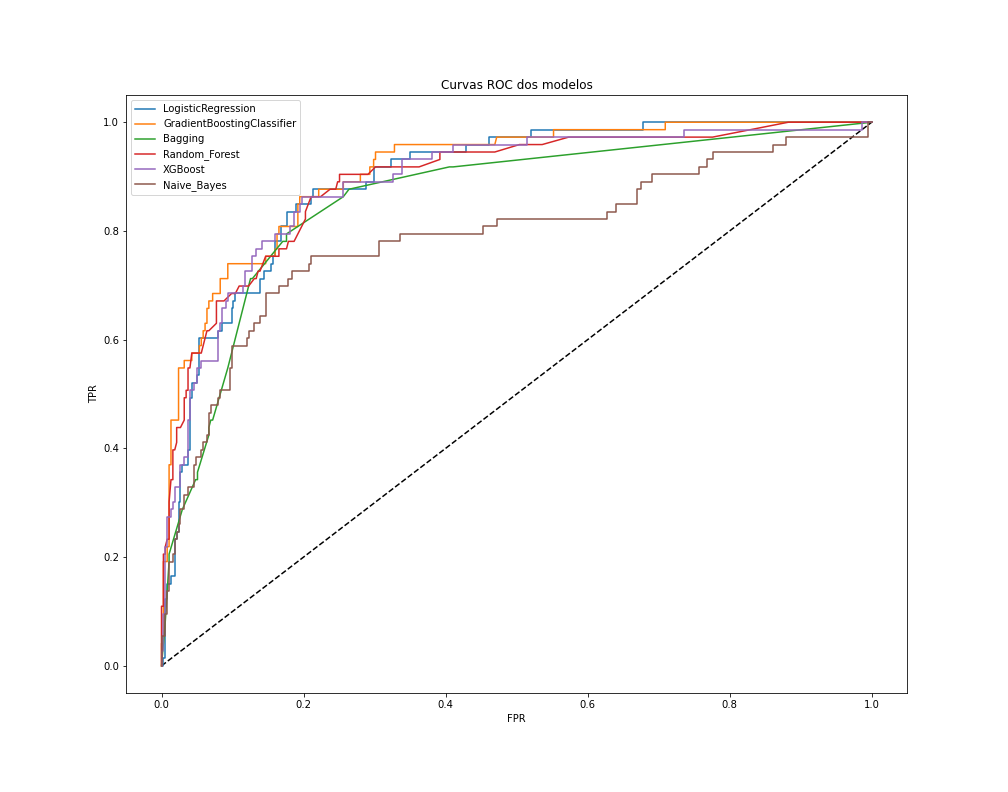 Curvas ROC dos modelos
LogisticRegression
GradientBoostingClassifier
Bagging
Random_Forest
XGBoost
Naive_Bayes
1.0
0.8
0.6
0.4
0.2
0.0
TPR
0.0 0.2 0.4 0.6 0.8 1.0
FPR